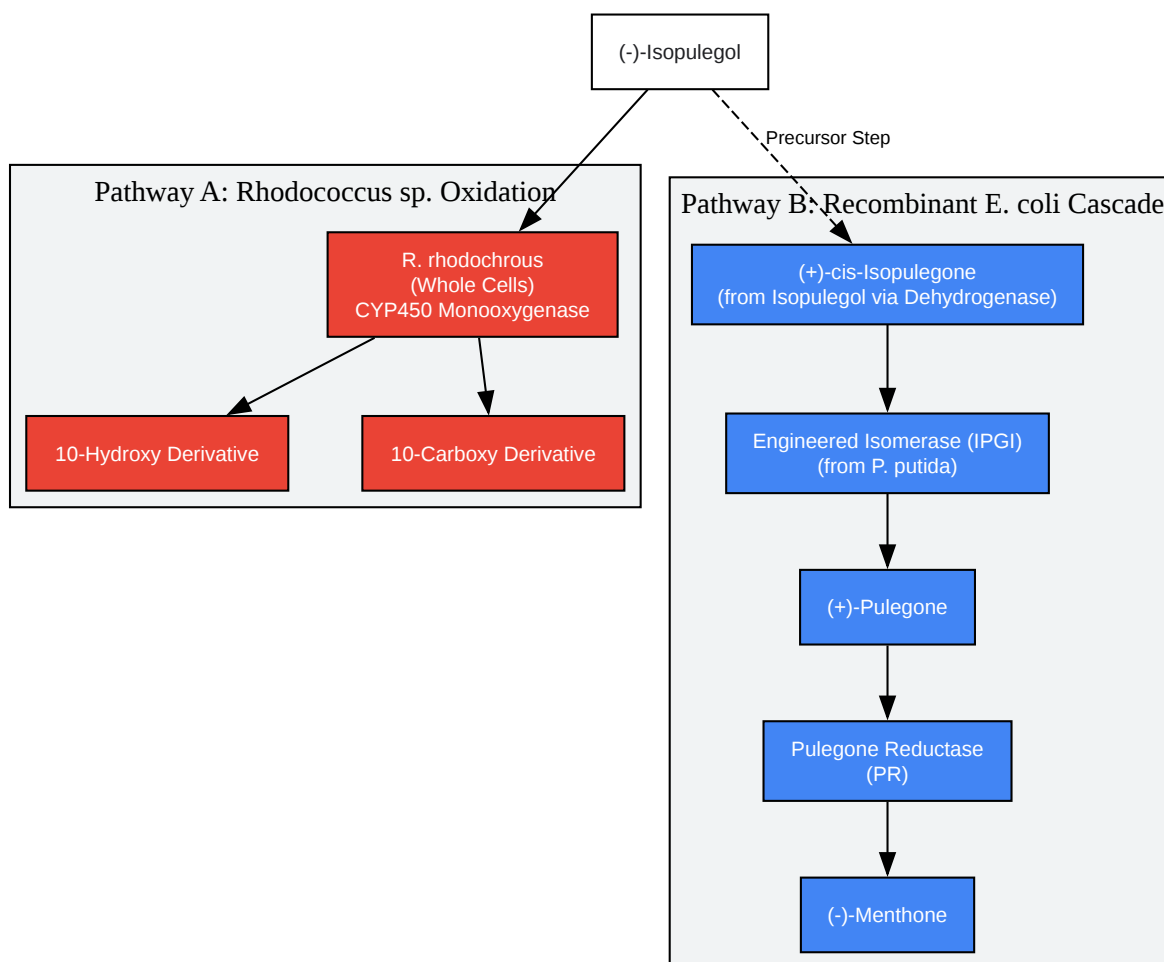 (-)-Isopulegol
Precursor Step
Pathway A: Rhodococcus sp. Oxidation
R. rhodochrous
(Whole Cells)
CYP450 Monooxygenase
10-Hydroxy Derivative
10-Carboxy Derivative
Pathway B: Recombinant E. coli Cascade
(+)-cis-Isopulegone
(from Isopulegol via Dehydrogenase)
Engineered Isomerase (IPGI)
(from P. putida)
(+)-Pulegone
Pulegone Reductase
(PR)
(-)-Menthone